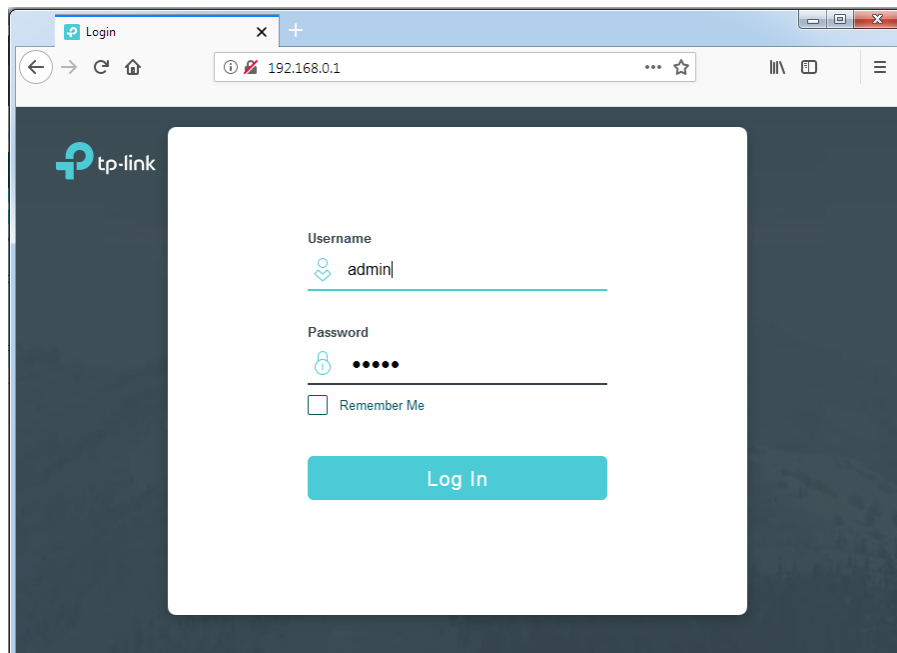 Login
192.168.0.1
tp-link
Username
admin
Password
•••••
Remember Me
Log In